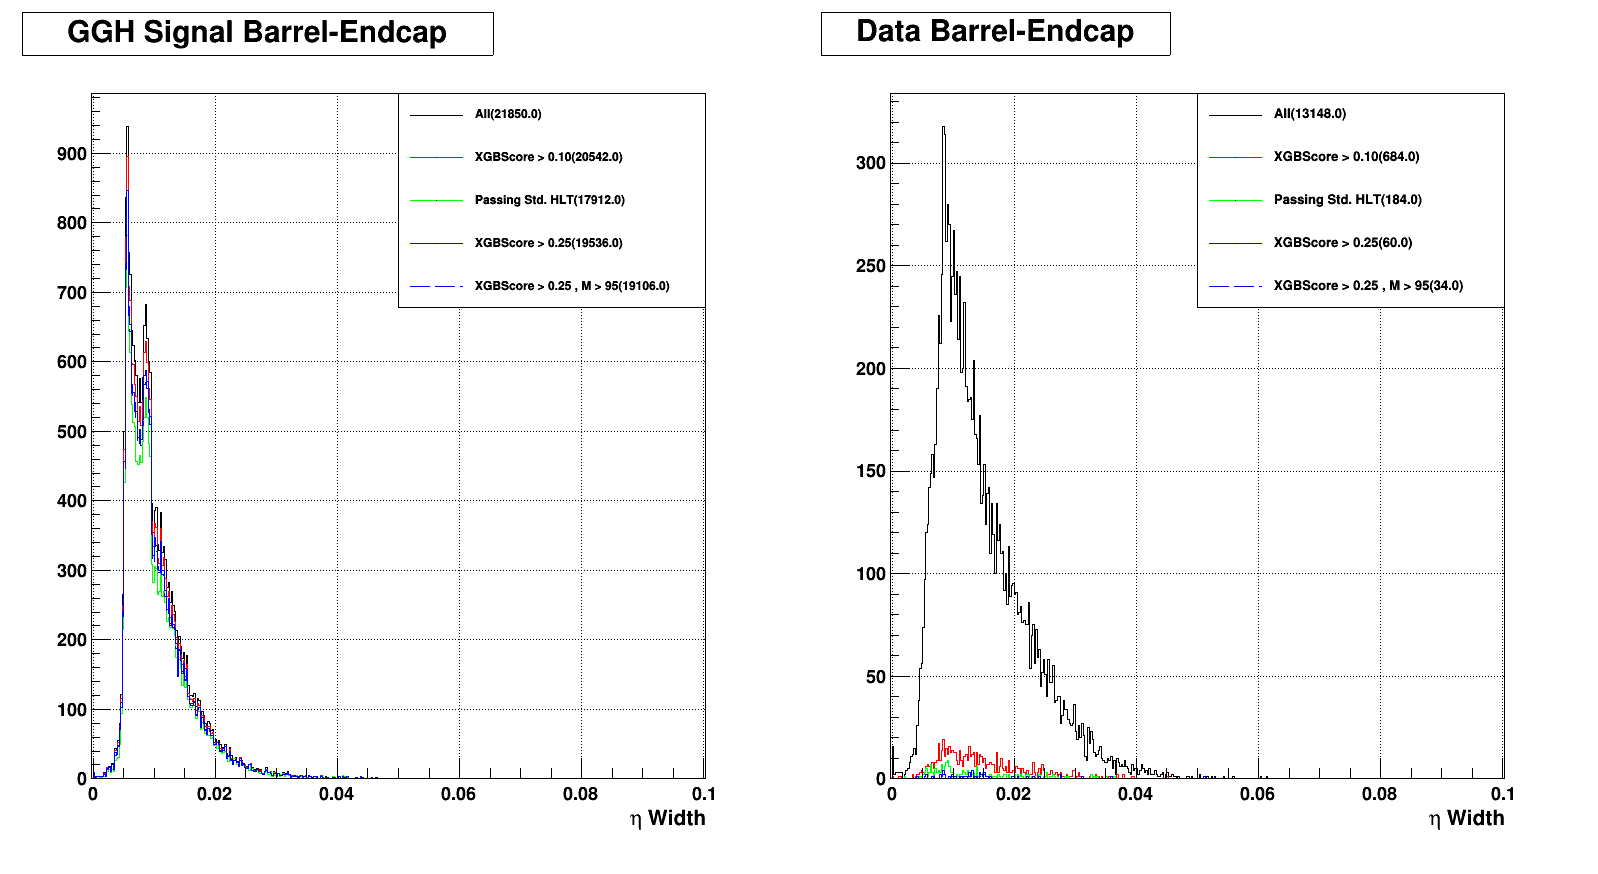 GGH Signal Barrel-Endcap
All(21850.0)
XGBScore > 0.10(20542.0)
Passing Std. HLT(17912.0)
XGBScore > 0.25(19536.0)
XGBScore > 0.25 , M > 95(19106.0)
900
800
700
600
500
400
300
200
100
0
0 0.02 0.04 0.06 0.08 0.1
η Width
Data Barrel-Endcap
All(13148.0)
XGBScore > 0.10(684.0)
Passing Std. HLT(184.0)
XGBScore > 0.25(60.0)
XGBScore > 0.25 , M > 95(34.0)
300
250
200
150
100
50
0
0 0.02 0.04 0.06 0.08 0.1
η Width